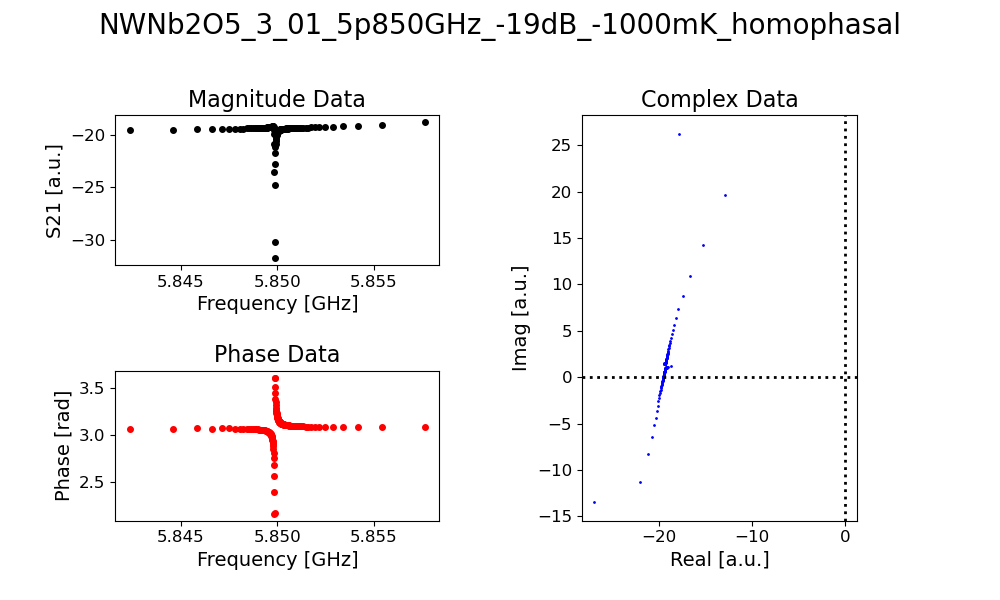 NWNb2O5_3_01_5p850GHz_-19dB_-1000mK_homophasal
Magnitude Data
−20
−25
−30
S21 [a.u.]
5.845 5.850 5.855
Frequency [GHz]
Phase Data
3.5
3.0
2.5
Phase [rad]
5.845 5.850 5.855
Frequency [GHz]
Complex Data
25
20
15
10
5
0
−5
−10
−15
Imag [a.u.]
−20 −10 0
Real [a.u.]